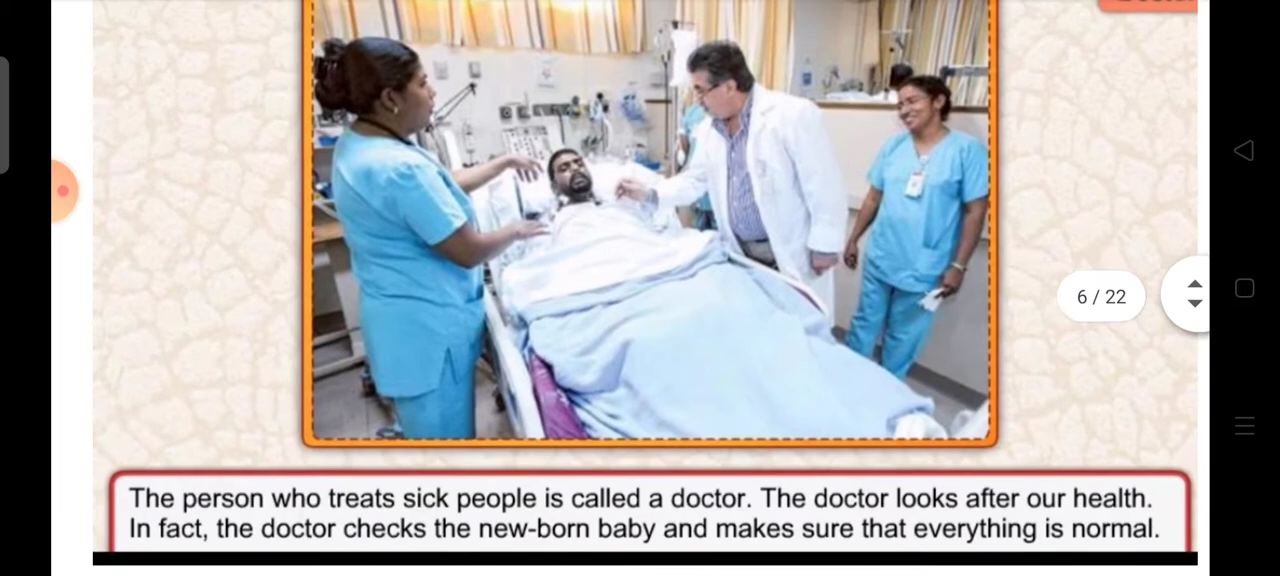 6 / 22
The person who treats sick people is called a doctor. The doctor looks after our health.
In fact, the doctor checks the new-born baby and makes sure that everything is normal.